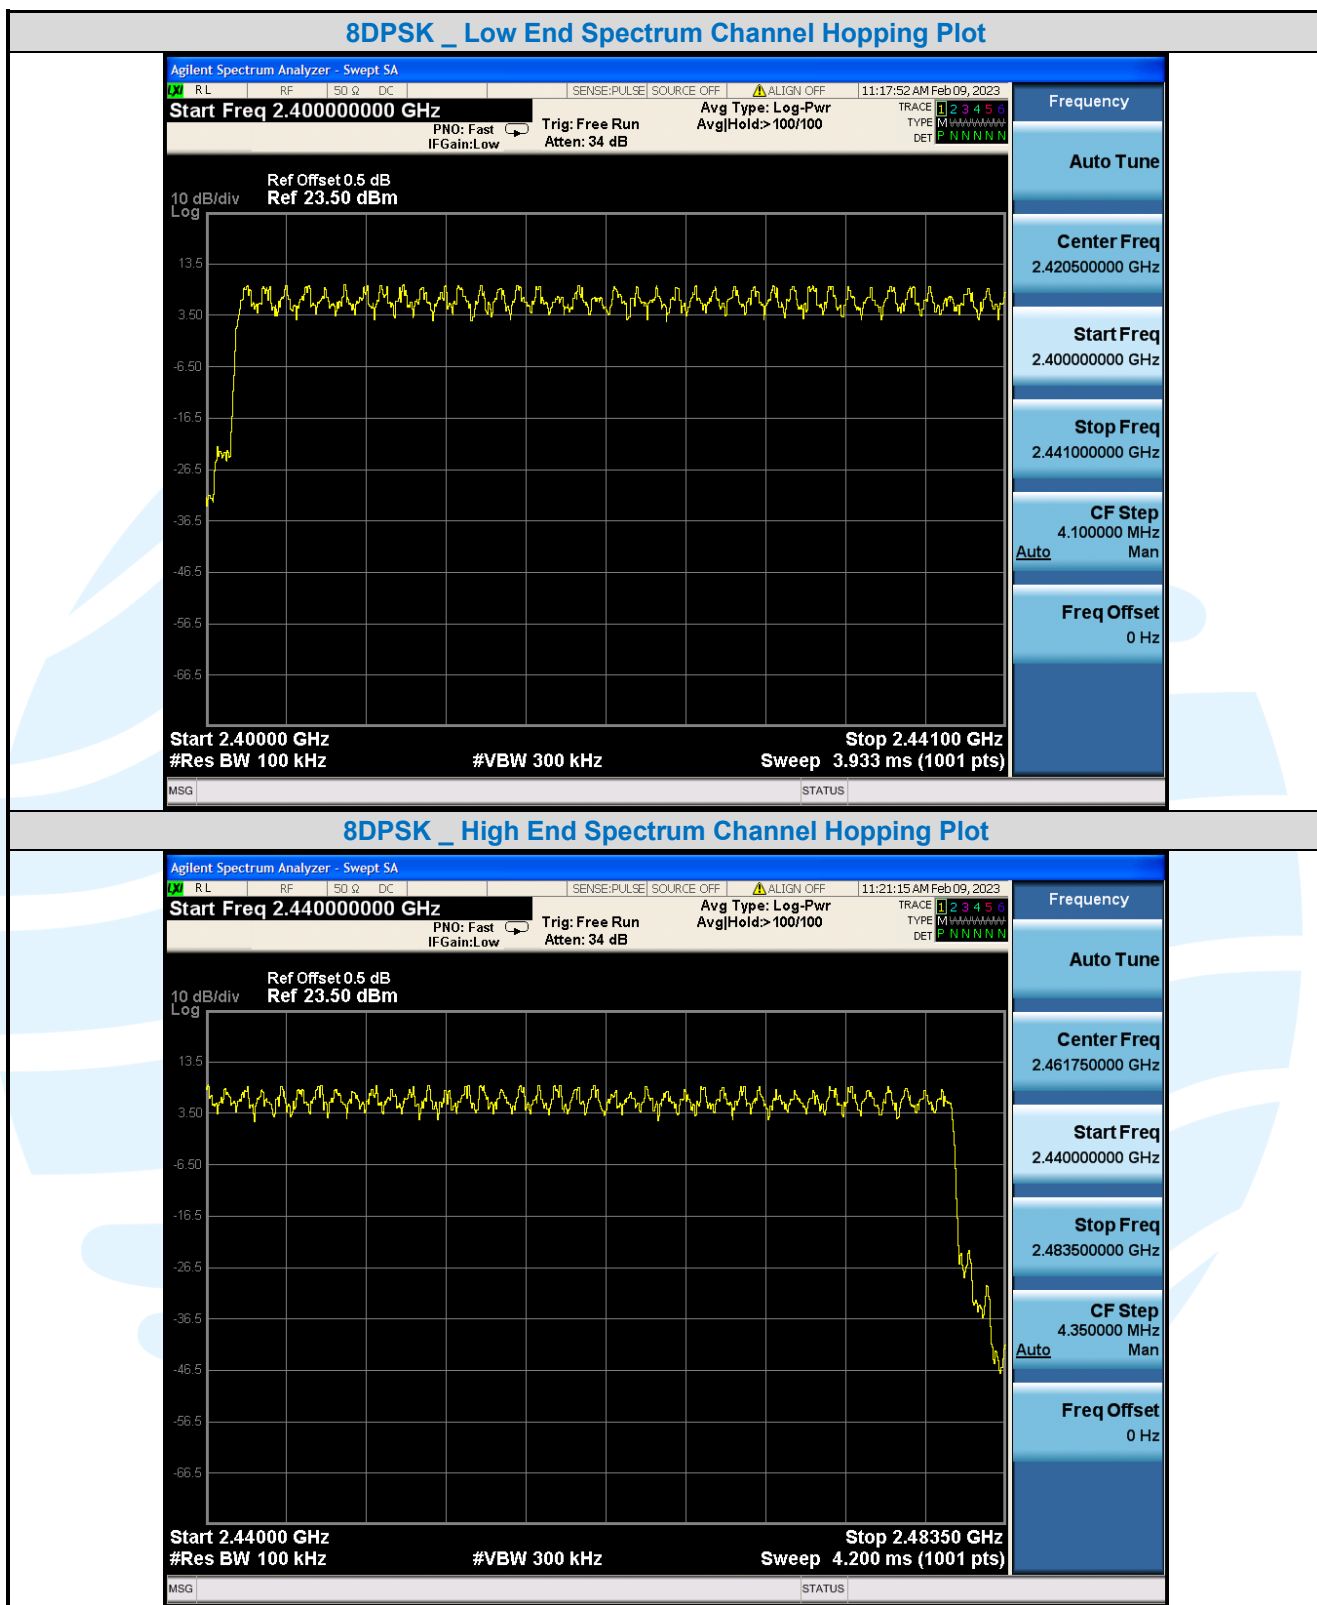 8DPSK _ Low End Spectrum Channel Hopping Plot
Agilent Spectrum Analyzer - Swept SA
LXI RL RF 50 Ω DC SENSE:PULSE SOURCE OFF ALIGN OFF 11:17:52 AM Feb 09, 2023
Start Freq 2.400000000 GHz
PNO: Fast
IFGain:Low
Trig: Free Run
Atten: 34 dB
Avg Type: Log-Pwr
Avg|Hold:>100/100
TRACE 1 2 3 4 5 6
TYPE M
DET P N N N N N
Ref Offset 0.5 dB
10 dB/div Ref 23.50 dBm
Log
13.5
3.50
-6.50
-16.5
-26.5
-36.5
-46.5
-56.5
-66.5
Start 2.40000 GHz Stop 2.44100 GHz
#Res BW 100 kHz #VBW 300 kHz Sweep 3.933 ms (1001 pts)
MSG STATUS
Frequency
Auto Tune
Center Freq
2.420500000 GHz
Start Freq
2.400000000 GHz
Stop Freq
2.441000000 GHz
CF Step
4.100000 MHz
Auto Man
Freq Offset
0 Hz
8DPSK _ High End Spectrum Channel Hopping Plot
Agilent Spectrum Analyzer - Swept SA
LXI RL RF 50 Ω DC SENSE:PULSE SOURCE OFF ALIGN OFF 11:21:15 AM Feb 09, 2023
Start Freq 2.440000000 GHz
PNO: Fast
IFGain:Low
Trig: Free Run
Atten: 34 dB
Avg Type: Log-Pwr
Avg|Hold:>100/100
TRACE 1 2 3 4 5 6
TYPE M
DET P N N N N N
Ref Offset 0.5 dB
10 dB/div Ref 23.50 dBm
Log
13.5
3.50
-6.50
-16.5
-26.5
-36.5
-46.5
-56.5
-66.5
Start 2.44000 GHz Stop 2.48350 GHz
#Res BW 100 kHz #VBW 300 kHz Sweep 4.200 ms (1001 pts)
MSG STATUS
Frequency
Auto Tune
Center Freq
2.461750000 GHz
Start Freq
2.440000000 GHz
Stop Freq
2.483500000 GHz
CF Step
4.350000 MHz
Auto Man
Freq Offset
0 Hz